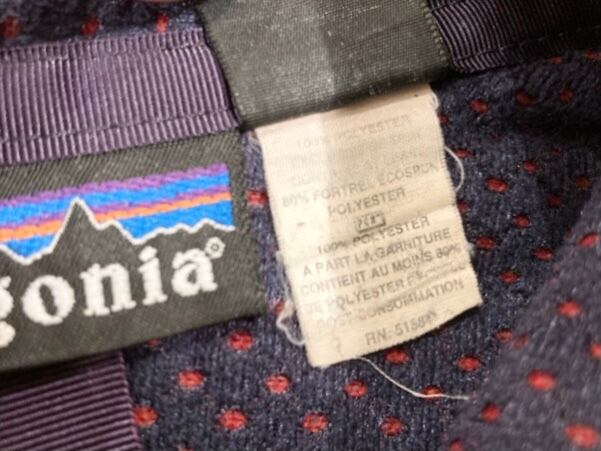 gonia®
100% POLYESTER
80% FORTREL ECOSPUN
POLYESTER
100% POLYESTER
A PART LA GARNITURE
CONTIENT AU MOINS 80%
DE POLYESTER
POST CONSOMMATION
RN: 51884